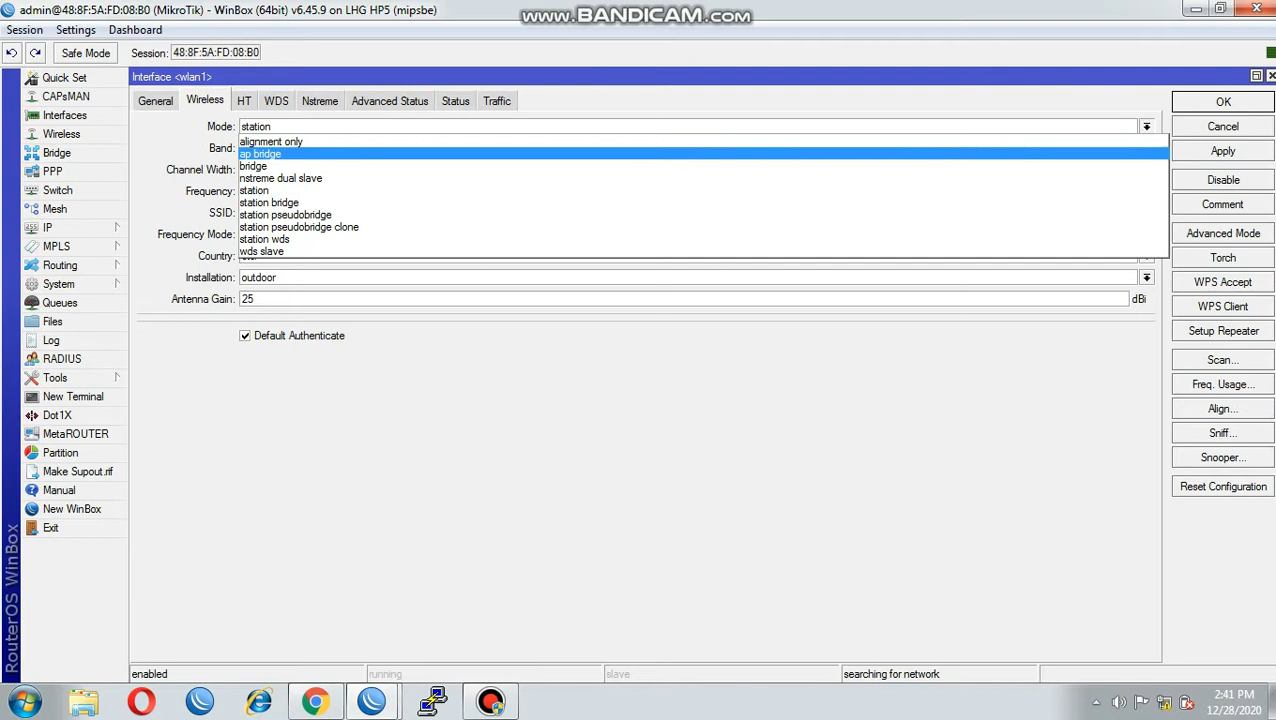 admin@48:8F:5A:FD:08:B0 (MikroTik) - WinBox (64bit) v6.45.9 on LHG HP5 (mipsbe)
www.BANDICAM.com
Session Settings Dashboard
Safe Mode Session: 48:8F:5A:FD:08:B0
Quick Set
CAPsMAN
Interfaces
Wireless
Bridge
PPP
Switch
Mesh
IP
MPLS
Routing
System
Queues
Files
Log
RADIUS
Tools
New Terminal
Dot1X
MetaROUTER
Partition
Make Supout.rif
Manual
New WinBox
Exit
RouterOS WinBox
Interface <wlan1>
General Wireless HT WDS Nstreme Advanced Status Status Traffic
Mode: station
alignment only
Band:
ap bridge
bridge
Channel Width:
nstreme dual slave
Frequency:
station
station bridge
SSID:
station pseudobridge
station pseudobridge clone
Frequency Mode:
station wds
wds slave
Country:
Installation: outdoor
Antenna Gain: 25 dBi
Default Authenticate
OK
Cancel
Apply
Disable
Comment
Advanced Mode
Torch
WPS Accept
WPS Client
Setup Repeater
Scan...
Freq. Usage...
Align...
Sniff...
Snooper...
Reset Configuration
enabled running slave searching for network
2:41 PM
12/28/2020